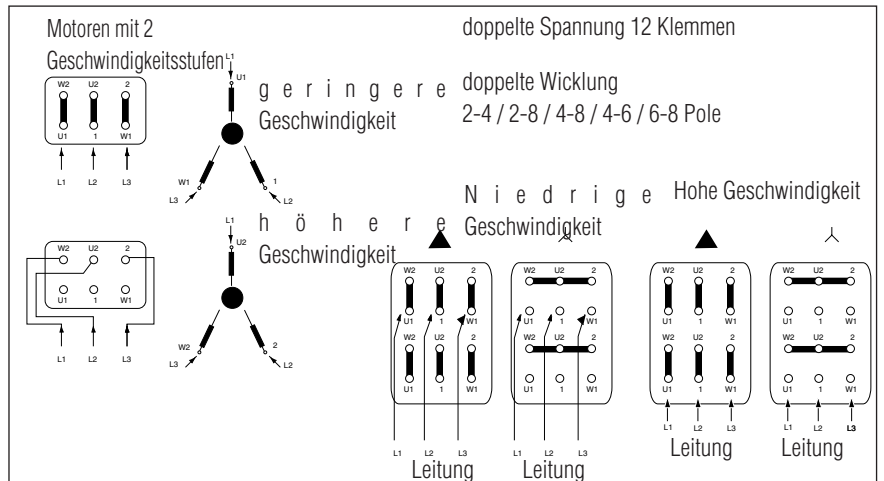 Motoren mit 2
Geschwindigkeitsstufen
doppelte Spannung 12 Klemmen
doppelte Wicklung
2-4 / 2-8 / 4-8 / 4-6 / 6-8 Pole
W2 U2 2
U1 1 W1
L1 L2 L3
L1
U1
W1 1
L3 L2
geringere
Geschwindigkeit
W2 U2 2
U1 1 W1
L1 L2 L3
L1
U2
W2 2
L3 L2
höhere
Geschwindigkeit
Niedrige
Geschwindigkeit
Hohe Geschwindigkeit
W2 U2 2
U1 1 W1
W2 U2 2
U1 1 W1
L1 L2 L3
Leitung
W2 U2 2
U1 1 W1
W2 U2 2
U1 1 W1
L1 L2 L3
Leitung
W2 U2 2
U1 1 W1
W2 U2 2
U1 1 W1
L1 L2 L3
Leitung
W2 U2 2
U1 1 W1
W2 U2 2
U1 1 W1
L1 L2 L3
Leitung